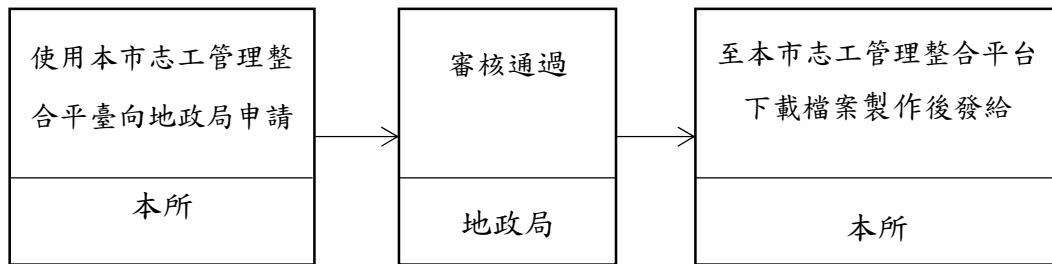 使用本市志工管理整
合平臺向地政局申請
本所
審核通過
地政局
至本市志工管理整合平台
下載檔案製作後發給
本所